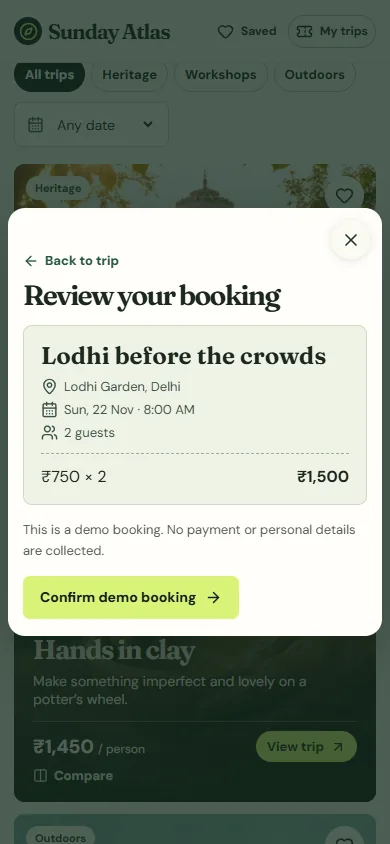 Sunday Atlas
Saved
My trips
All trips
Heritage
Workshops
Outdoors
Any date
Heritage
Back to trip
Review your booking
Lodhi before the crowds
Lodhi Garden, Delhi
Sun, 22 Nov · 8:00 AM
2 guests
₹750 × 2
₹1,500
This is a demo booking. No payment or personal details
are collected.
Confirm demo booking
Hands in clay
Make something imperfect and lovely on a
potter’s wheel.
₹1,450 / person
View trip
Compare
Outdoors